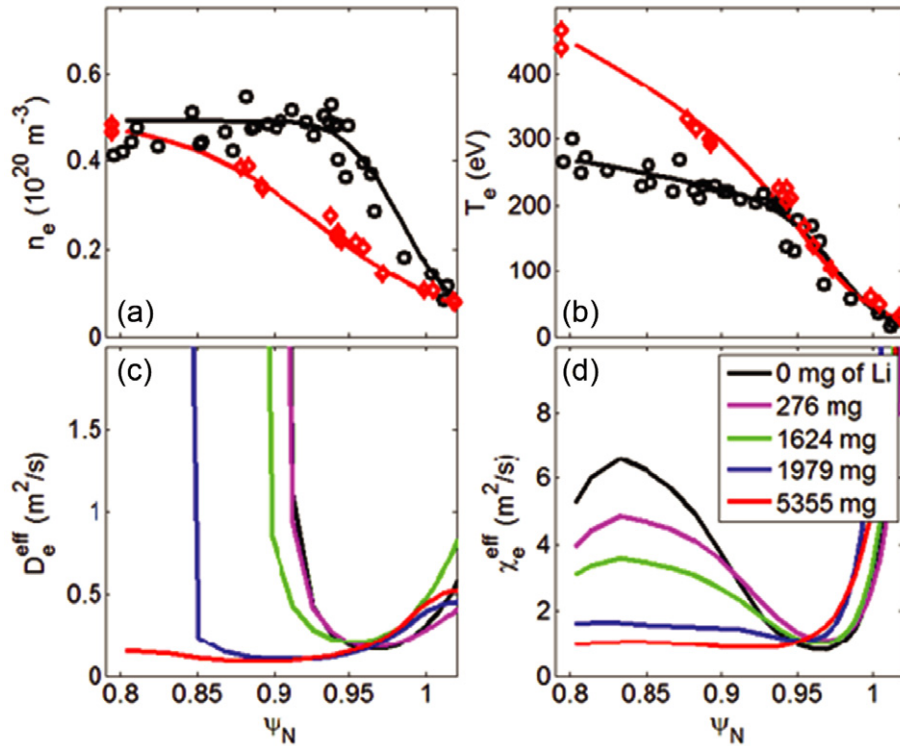 (a)
n_e (10^20 m^-3)
0.6
0.4
0.2
0
(b)
T_e (eV)
400
300
200
100
0
(c)
D_e^eff (m^2/s)
1.5
1
0.5
0
0.8 0.85 0.9 0.95 1
ψ_N
(d)
χ_e^eff (m^2/s)
8
6
4
2
0
0 mg of Li
276 mg
1624 mg
1979 mg
5355 mg
0.8 0.85 0.9 0.95 1
ψ_N